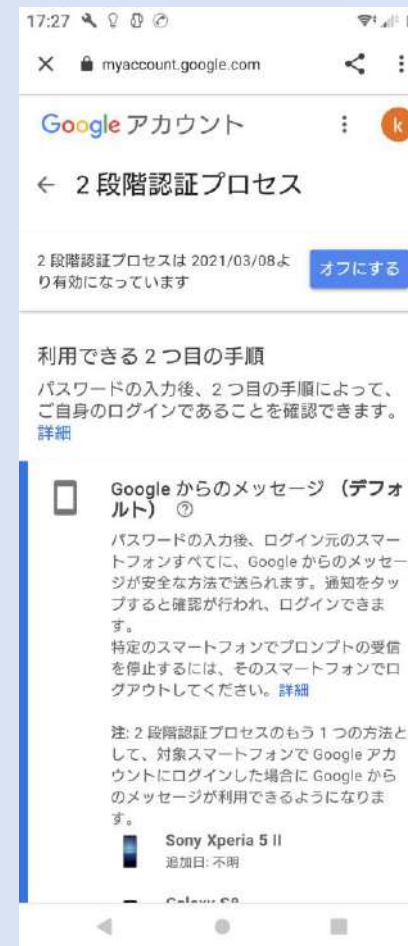 17:27
myaccount.google.com
Google アカウント
k
2 段階認証プロセス
2 段階認証プロセスは 2021/03/08よ
り有効になっています
オフにする
利用できる 2 つ目の手順
パスワードの入力後、2 つ目の手順によって、
ご自身のログインであることを確認できます。
詳細
Google からのメッセージ （デフォ
ルト）
パスワードの入力後、ログイン元のスマー
トフォンすべてに、Google からのメッセー
ジが安全な方法で送られます。通知をタッ
プすると確認が行われ、ログインできま
す。
特定のスマートフォンでプロンプトの受信
を停止するには、そのスマートフォンでロ
グアウトしてください。詳細
注: 2 段階認証プロセスのもう 1 つの方法と
して、対象スマートフォンで Google アカ
ウントにログインした場合に Google から
のメッセージが利用できるようになりま
す。
Sony Xperia 5 II
追加日: 不明